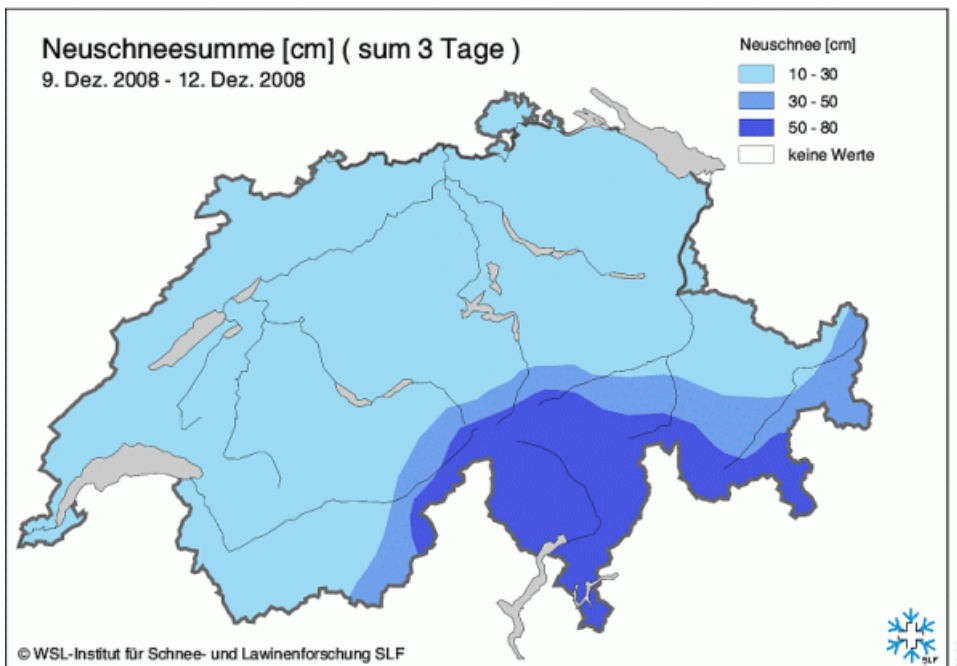 Neuschneesumme [cm] ( sum 3 Tage )
9. Dez. 2008 - 12. Dez. 2008
Neuschnee [cm]
10 - 30
30 - 50
50 - 80
keine Werte
© WSL-Institut für Schnee- und Lawinenforschung SLF
SLF